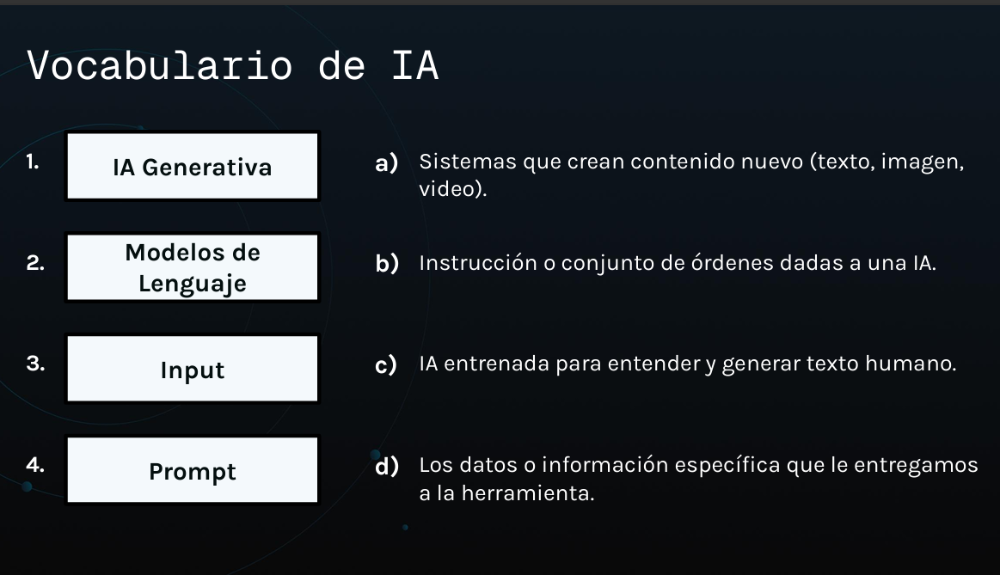 Vocabulario de IA
1. IA Generativa
a) Sistemas que crean contenido nuevo (texto, imagen,
video).
2. Modelos de
Lenguaje
b) Instrucción o conjunto de órdenes dadas a una IA.
3. Input
c) IA entrenada para entender y generar texto humano.
4. Prompt
d) Los datos o información específica que le entregamos
a la herramienta.